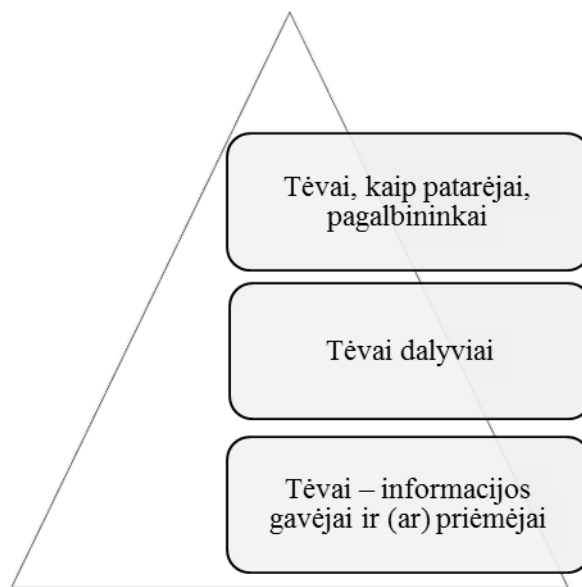 Tėvai, kaip patarėjai,
pagalbininkai
Tėvai dalyviai
Tėvai – informacijos
gavėjai ir (ar) priėmėjai